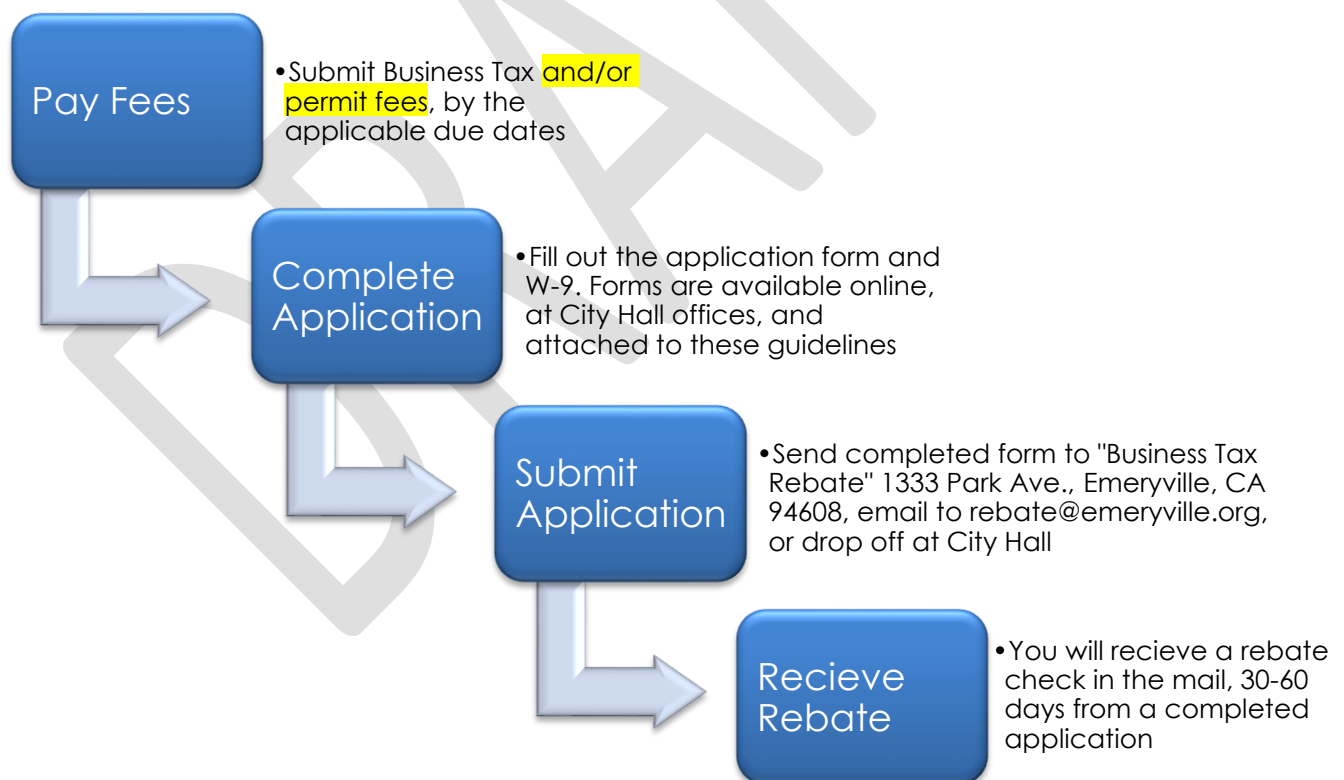 Pay Fees
•Submit Business Tax and/or
permit fees, by the
applicable due dates
Complete
Application
•Fill out the application form and
W-9. Forms are available online,
at City Hall offices, and
attached to these guidelines
Submit
Application
•Send completed form to "Business Tax
Rebate" 1333 Park Ave., Emeryville, CA
94608, email to rebate@emeryville.org,
or drop off at City Hall
Recieve
Rebate
•You will recieve a rebate
check in the mail, 30-60
days from a completed
application